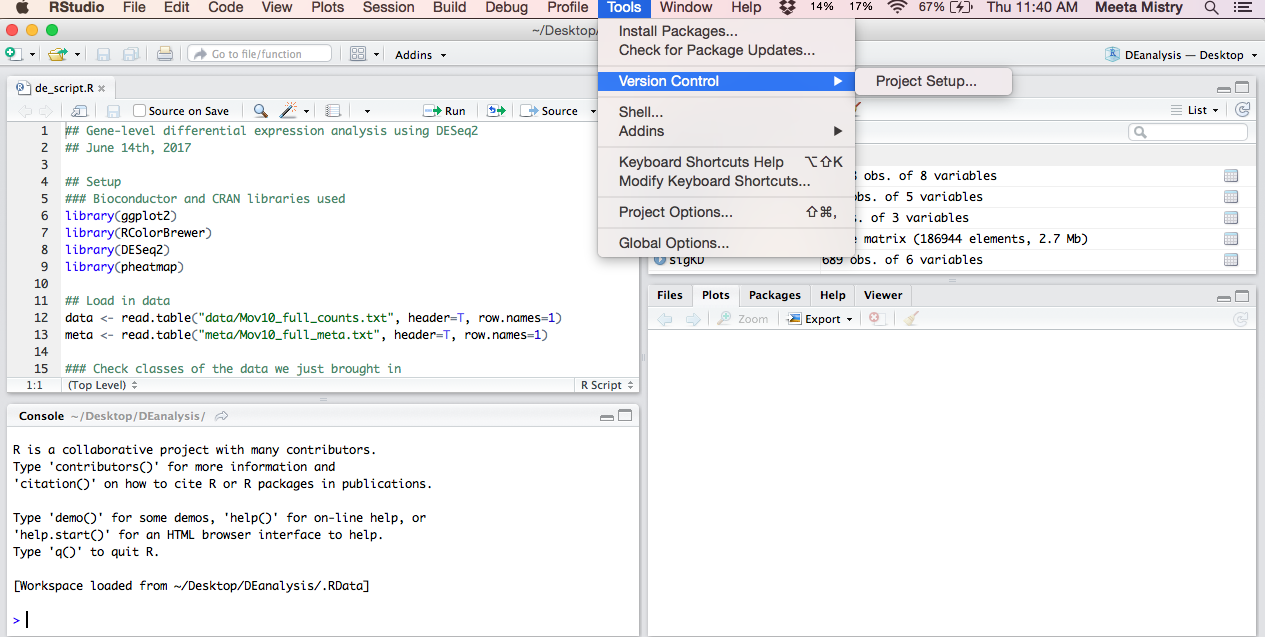 RStudio File Edit Code View Plots Session Build Debug Profile Tools Window Help 14% 17% 67% Thu 11:40 AM Meeta Mistry
~/Desktop/
Go to file/function Addins DEanalysis — Desktop
Install Packages...
Check for Package Updates...
Version Control
Project Setup...
Shell...
Addins
Keyboard Shortcuts Help ⌥⇧K
Modify Keyboard Shortcuts...
Project Options... ⇧⌘,
Global Options...
de_script.R
Source on Save Run Source
1 ## Gene-level differential expression analysis using DESeq2
2 ## June 14th, 2017
3
4 ## Setup
5 ### Bioconductor and CRAN libraries used
6 library(ggplot2)
7 library(RColorBrewer)
8 library(DESeq2)
9 library(pheatmap)
10
11 ## Load in data
12 data <- read.table("data/Mov10_full_counts.txt", header=T, row.names=1)
13 meta <- read.table("meta/Mov10_full_meta.txt", header=T, row.names=1)
14
15 ### Check classes of the data we just brought in
1:1 (Top Level) R Script
Console ~/Desktop/DEanalysis/
R is a collaborative project with many contributors.
Type 'contributors()' for more information and
'citation()' on how to cite R or R packages in publications.
Type 'demo()' for some demos, 'help()' for on-line help, or
'help.start()' for an HTML browser interface to help.
Type 'q()' to quit R.
[Workspace loaded from ~/Desktop/DEanalysis/.RData]
>
List
obs. of 8 variables
obs. of 5 variables
. of 3 variables
matrix (186944 elements, 2.7 Mb)
sigKD 689 obs. of 6 variables
Files Plots Packages Help Viewer
Zoom Export